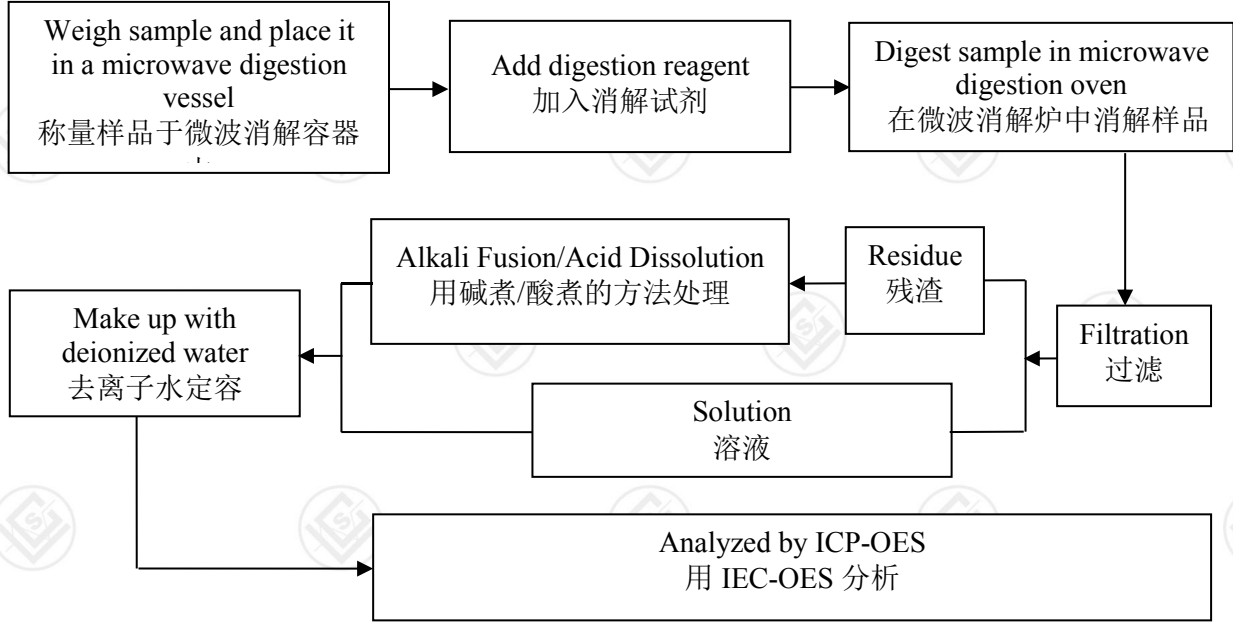 Weigh sample and place it
in a microwave digestion
vessel
称量样品于微波消解容器
Add digestion reagent
加入消解试剂
Digest sample in microwave
digestion oven
在微波消解炉中消解样品
Filtration
过滤
Residue
残渣
Alkali Fusion/Acid Dissolution
用碱煮/酸煮的方法处理
Solution
溶液
Make up with
deionized water
去离子水定容
Analyzed by ICP-OES
用 IEC-OES 分析